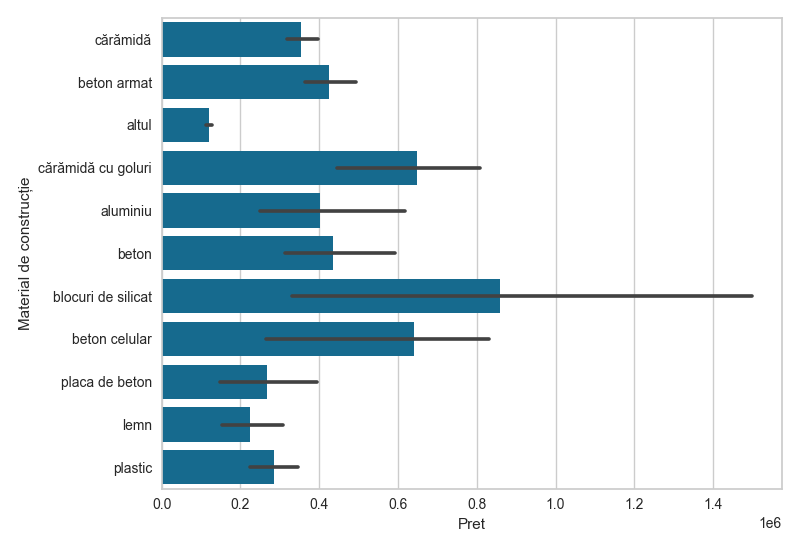 cărămidă
beton armat
altul
cărămidă cu goluri
aluminiu
beton
blocuri de silicat
beton celular
placa de beton
lemn
plastic
Material de construcție
0.0 0.2 0.4 0.6 0.8 1.0 1.2 1.4
1e6
Pret